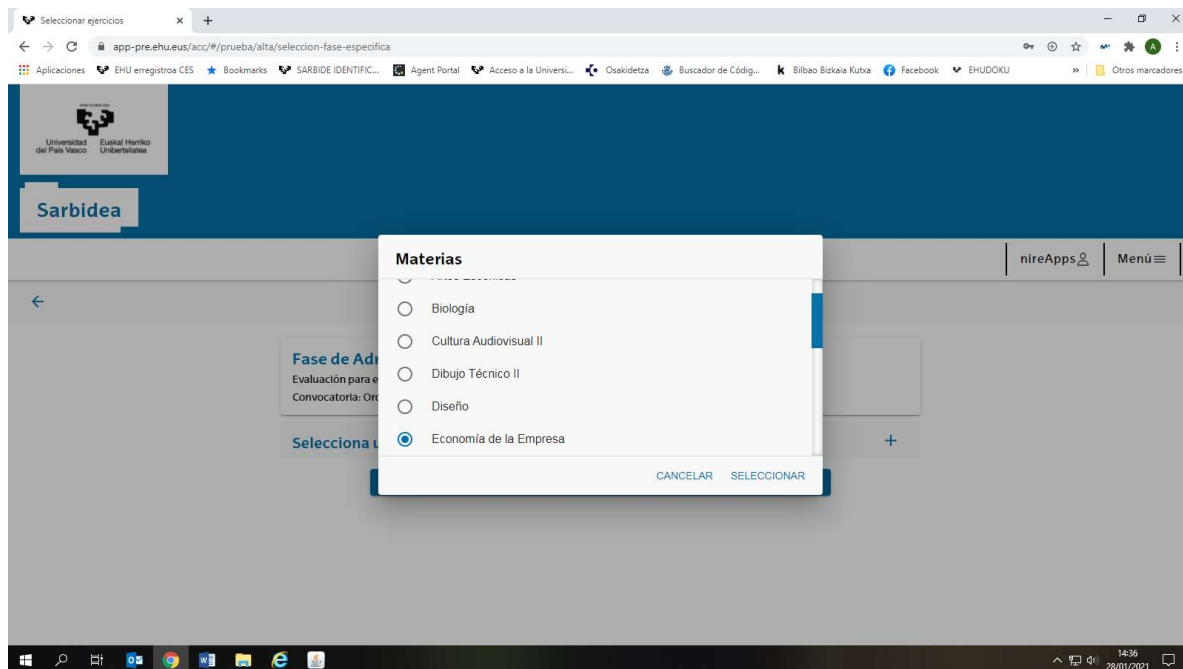 Seleccionar ejercicios
app-pre.ehu.eus/acc/#/prueba/alta/seleccion-fase-especifica
A
Aplicaciones EHU erregistroa CES Bookmarks SARBIDE IDENTIFIC... Agent Portal Acceso a la Universi... Osakidetza Buscador de Códig... Bilbao Bizkaia Kutxa Facebook EHUDOKU » Otros marcadores
Universidad del País Vasco
Euskal Herriko Unibertsitatea
Sarbidea
nireApps Menú
Materias
Biología
Cultura Audiovisual II
Dibujo Técnico II
Diseño
Economía de la Empresa
CANCELAR SELECCIONAR
Fase de Adr
Evaluación para e
Convocatoria: Ord
Selecciona u
14:36
28/01/2021